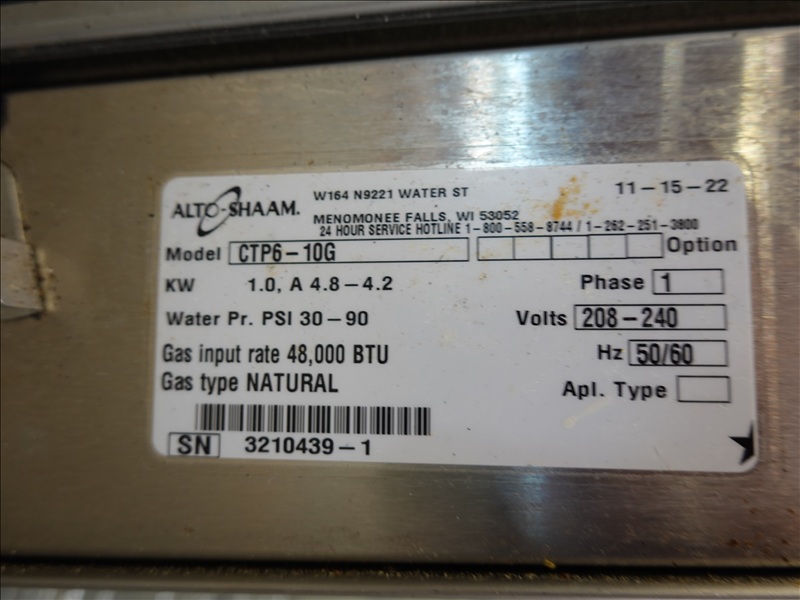 ALTO-SHAAM.
W164 N9221 WATER ST
11-15-22
MENOMONEE FALLS, WI 53052
24 HOUR SERVICE HOTLINE 1-800-558-8744 / 1-262-251-3800
Model CTP6-10G Option
KW 1.0, A 4.8-4.2 Phase 1
Water Pr. PSI 30-90 Volts 208-240
Gas input rate 48,000 BTU Hz 50/60
Gas type NATURAL Apl. Type
SN 3210439-1